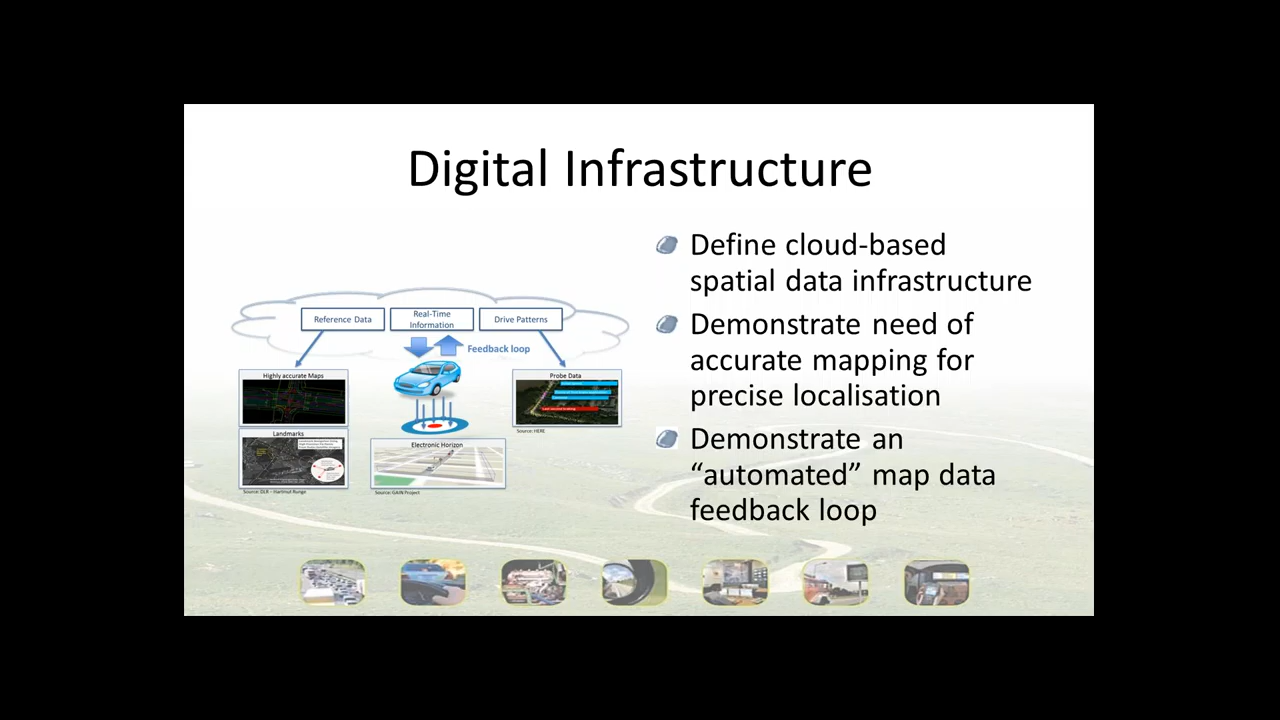 Digital Infrastructure
Reference Data
Real-Time
Information
Drive Patterns
Feedback loop
Highly accurate Maps
Probe Data
Source: HERE
Landmarks
Source: DLR – Hartmut Runge
Electronic Horizon
Source: GAIN Project
Define cloud-based
spatial data infrastructure
Demonstrate need of
accurate mapping for
precise localisation
Demonstrate an
“automated” map data
feedback loop